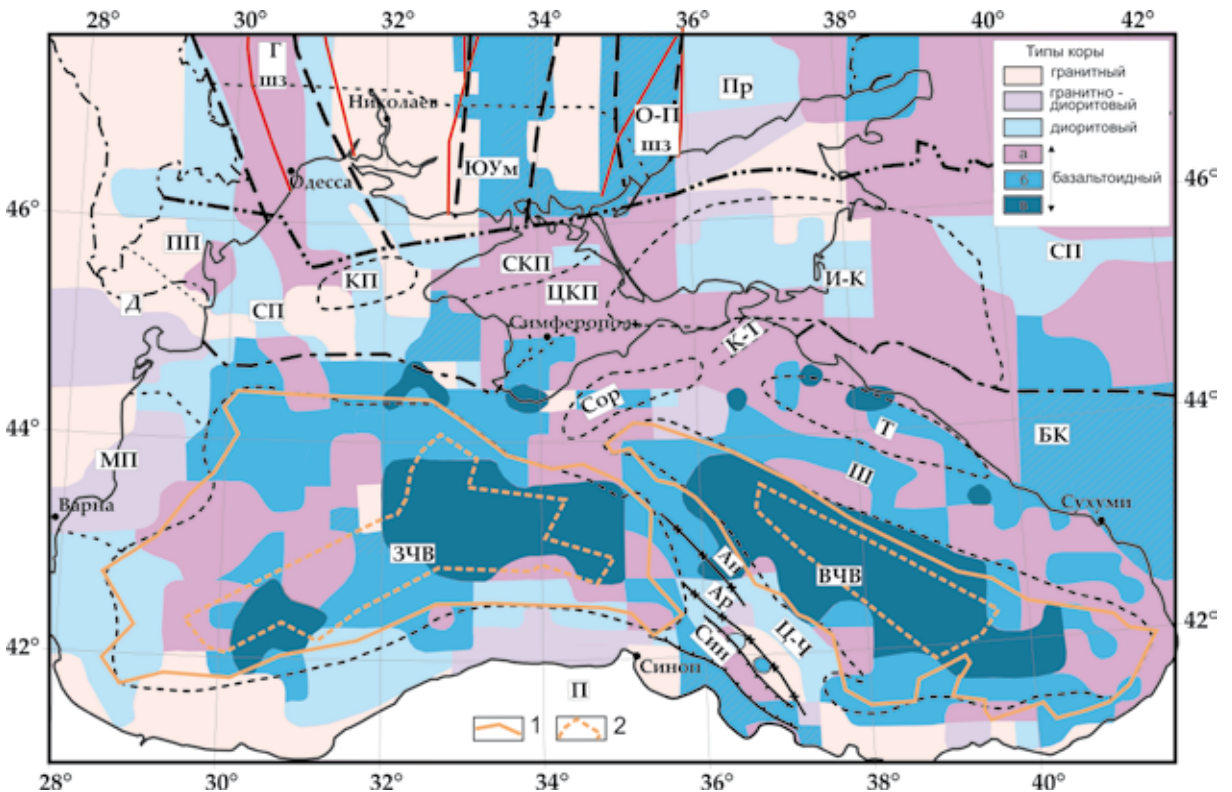 28° 30° 32° 34° 36° 38° 40° 42°
Типы коры
гранитный
гранитно -
диоритовый
диоритовый
а
б
базальтоидный
в
Г
шз
Николаев
Пр
О-П
шз
ЮУм
Одесса
46°
46°
ПП
СКП
СП
КП
И-К
ЦКП
Д
СП
Симферополь
К-Т
Сор
44°
44°
Т
БК
МП
Ш
Варна
Сухуми
ЗЧВ
Ан
ВЧВ
Ар
42°
42°
Син
Ц-Ч
Синоп
П
1
2
28° 30° 32° 34° 36° 38° 40°